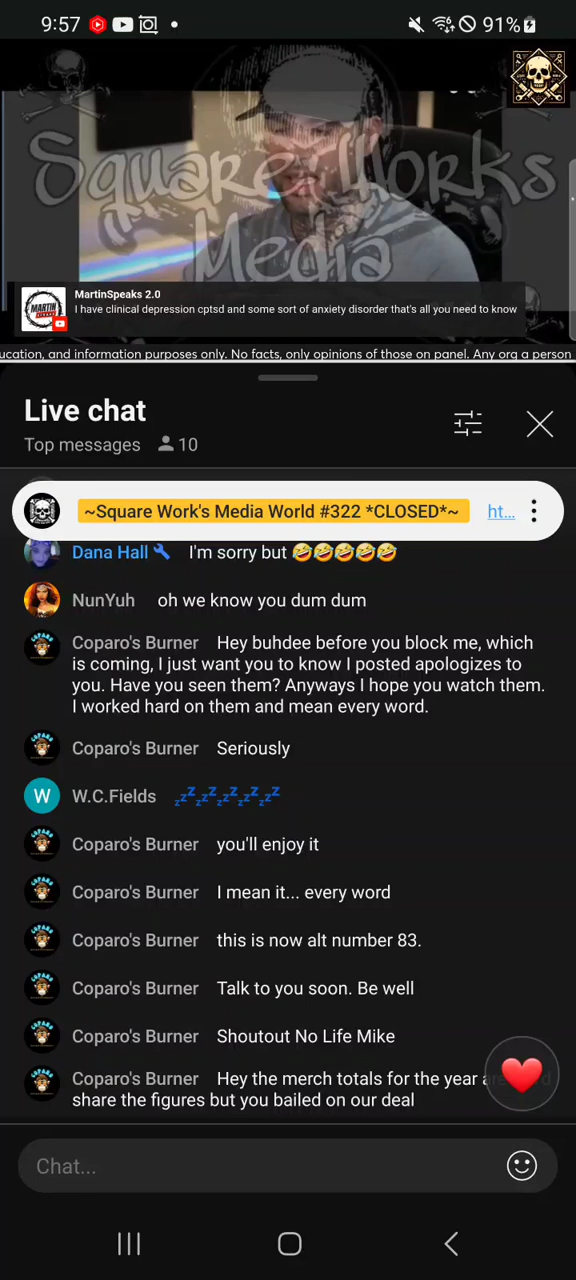 9:57
91%
Square Works
Media
MartinSpeaks 2.0
MARTIN
I have clinical depression cptsd and some sort of anxiety disorder that's all you need to know
ucation, and information purposes only. No facts, only opinions of those on panel. Any org a person
Live chat
Top messages 10
~Square Work's Media World #322 *CLOSED*~ ht...
Dana Hall I'm sorry but 🤣🤣🤣🤣🤣
NunYuh oh we know you dum dum
Coparo's Burner Hey buhdee before you block me, which
is coming, I just want you to know I posted apologizes to
you. Have you seen them? Anyways I hope you watch them.
I worked hard on them and mean every word.
Coparo's Burner Seriously
W W.C.Fields 💤💤💤💤💤💤
Coparo's Burner you'll enjoy it
Coparo's Burner I mean it... every word
Coparo's Burner this is now alt number 83.
Coparo's Burner Talk to you soon. Be well
Coparo's Burner Shoutout No Life Mike
Coparo's Burner Hey the merch totals for the year
share the figures but you bailed on our deal
Chat...